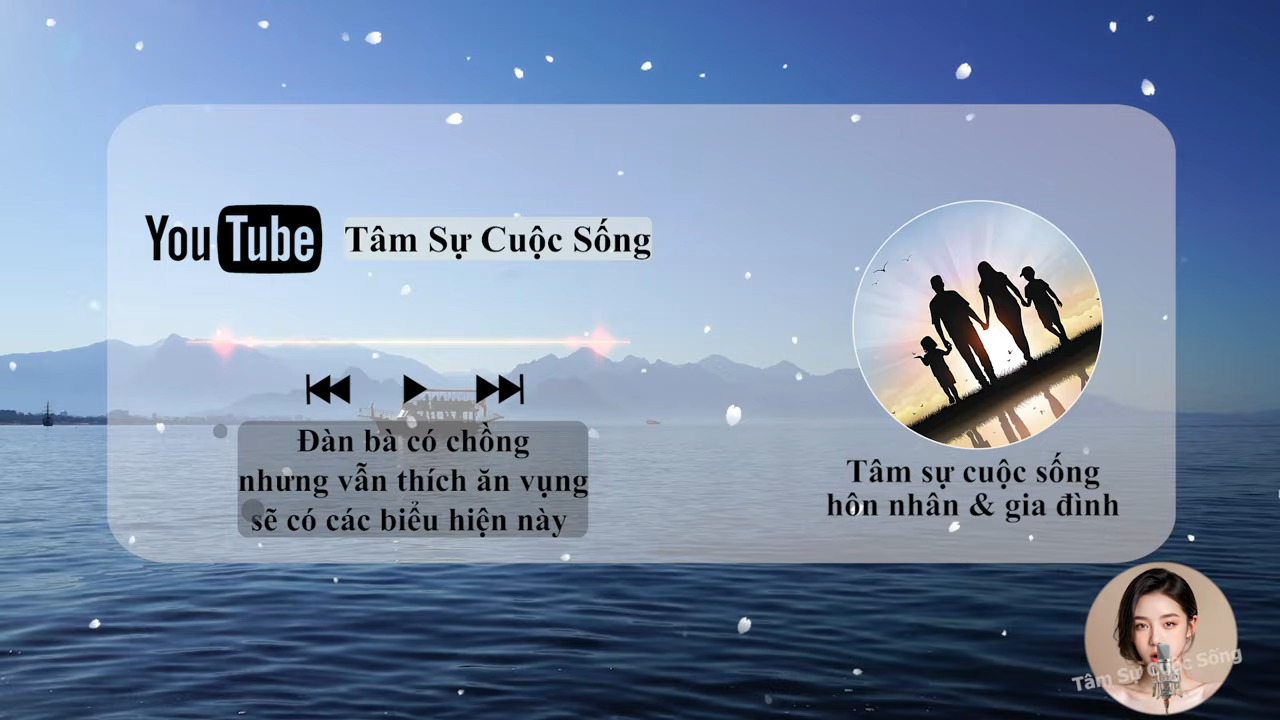 YouTube
Tâm Sự Cuộc Sống
Đàn bà có chồng
nhưng vẫn thích ăn vụng
sẽ có các biểu hiện này
Tâm sự cuộc sống
hôn nhân & gia đình
Tâm Sự Cuộc Sống